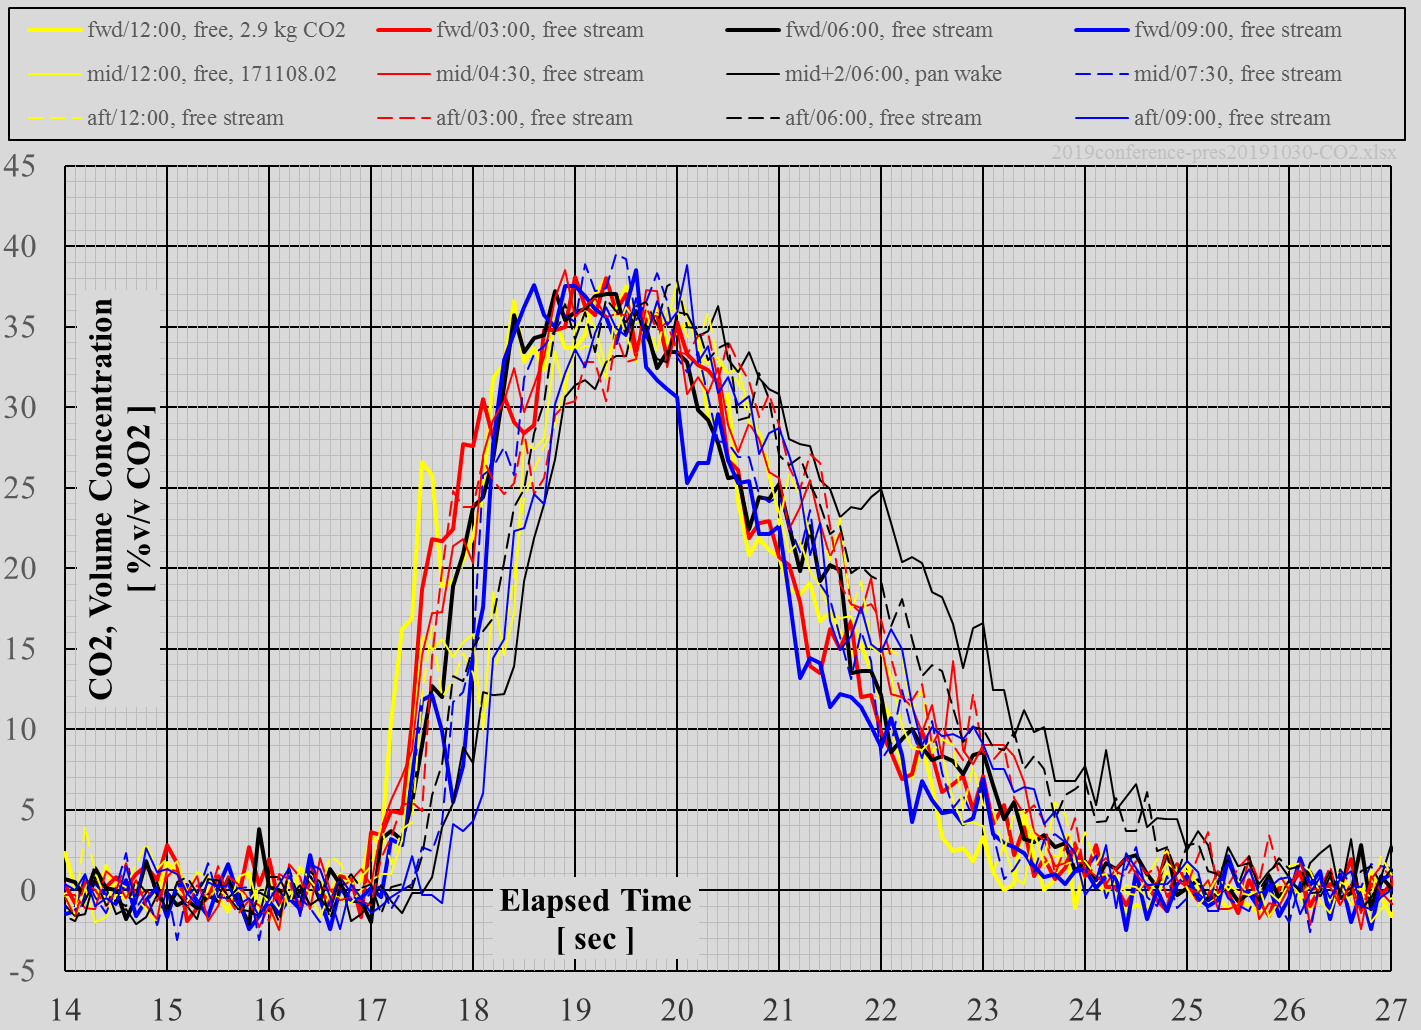 fwd/12:00, free, 2.9 kg CO2 fwd/03:00, free stream fwd/06:00, free stream fwd/09:00, free stream
mid/12:00, free, 171108.02 mid/04:30, free stream mid+2/06:00, pan wake mid/07:30, free stream
aft/12:00, free stream aft/03:00, free stream aft/06:00, free stream aft/09:00, free stream
2019conference-pres20191030-CO2.xlsx
45
40
35
30
25
20
15
10
5
0
-5
CO2, Volume Concentration
[ %v/v CO2 ]
Elapsed Time
[ sec ]
14 15 16 17 18 19 20 21 22 23 24 25 26 27